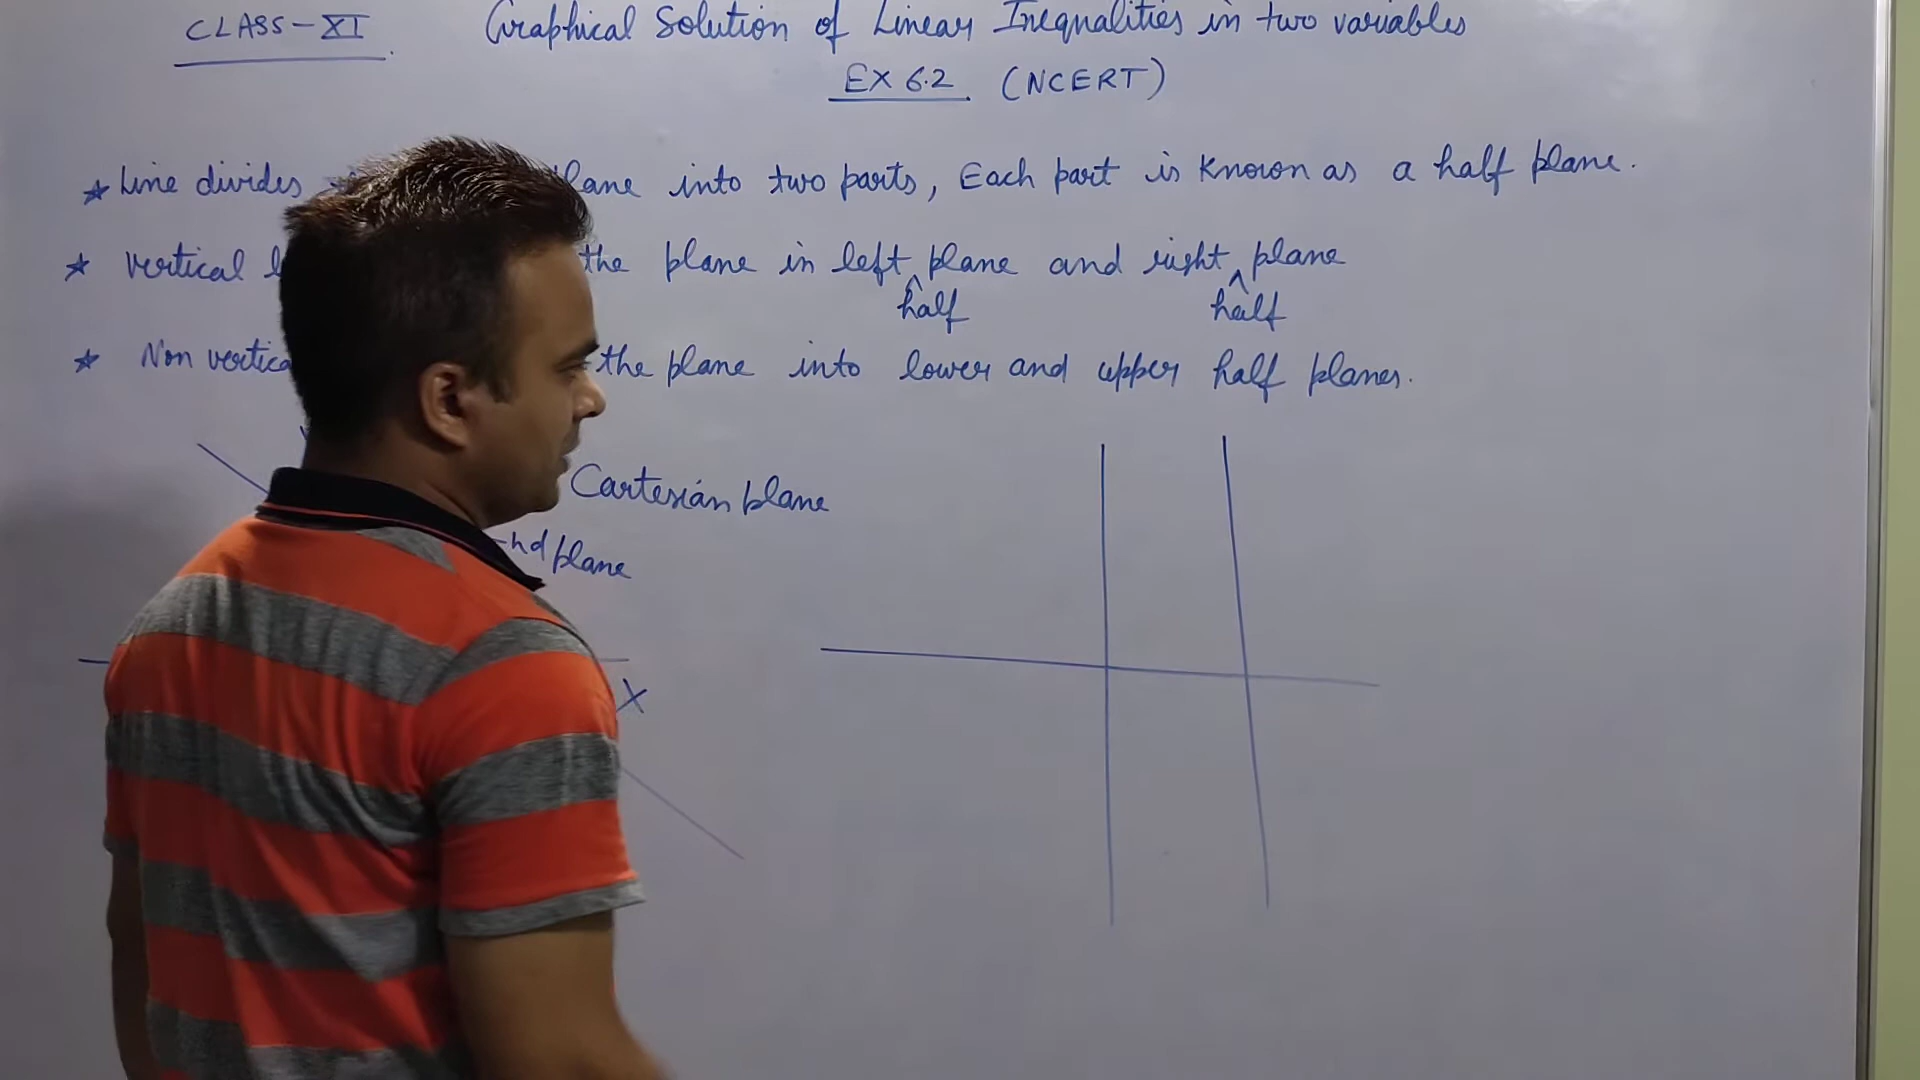 CLASS-XI Graphical Solution of Linear Inequalities in two variables
EX 6.2 (NCERT)
★ Line divides plane into two parts, Each part is known as a half plane.
★ vertical the plane in left ^ plane and right ^ plane
half half
★ Non the plane into lower and upper half planes.
Cartesian plane
plane
X